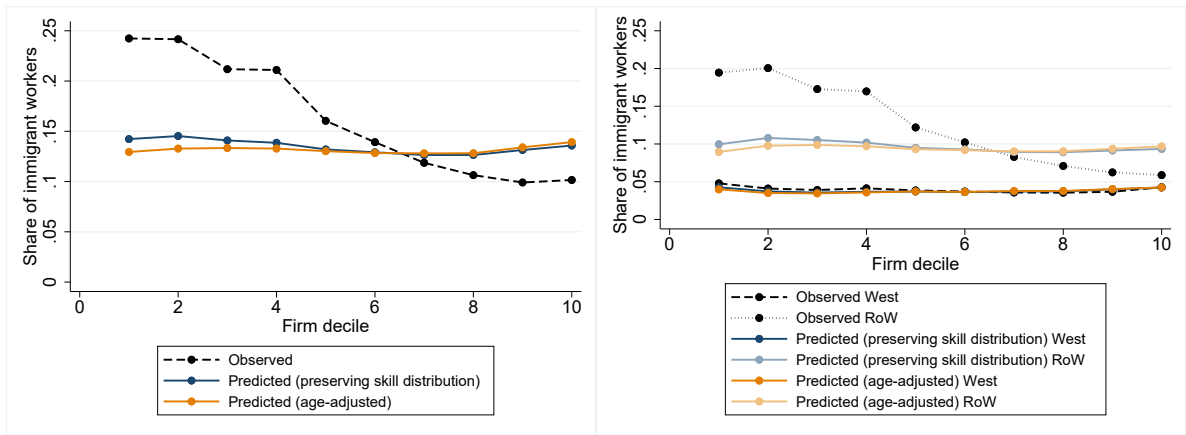 Share of immigrant workers
.25
.2
.15
.1
.05
0
0 2 4 6 8 10
Firm decile
Observed
Predicted (preserving skill distribution)
Predicted (age-adjusted)
Share of immigrant workers
.25
.2
.15
.1
.05
0
0 2 4 6 8 10
Firm decile
Observed West
Observed RoW
Predicted (preserving skill distribution) West
Predicted (preserving skill distribution) RoW
Predicted (age-adjusted) West
Predicted (age-adjusted) RoW